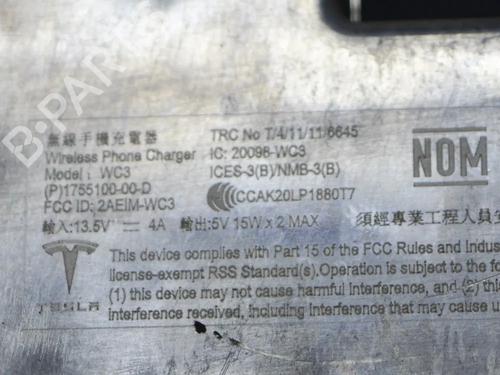 無線手機充電器
Wireless Phone Charger
Model : WC3
(P)1755100-00-D
FCC ID: 2AEIM-WC3
輸入:13.5V 4A 輸出:5V 15W x 2 MAX
TRC No T/4/11/11/6645
IC: 20098-WC3
ICES-3(B)/NMB-3(B)
CCAK20LP1880T7
NOM
須經專業工程人員
This device complies with Part 15 of the FCC Rules and Indus
license-exempt RSS Standard(s).Operation is subject to the fo
(1) this device may not cause harmful interference, and (2) this
interference received, including interference that may cause u
TESLA
B-PARTS